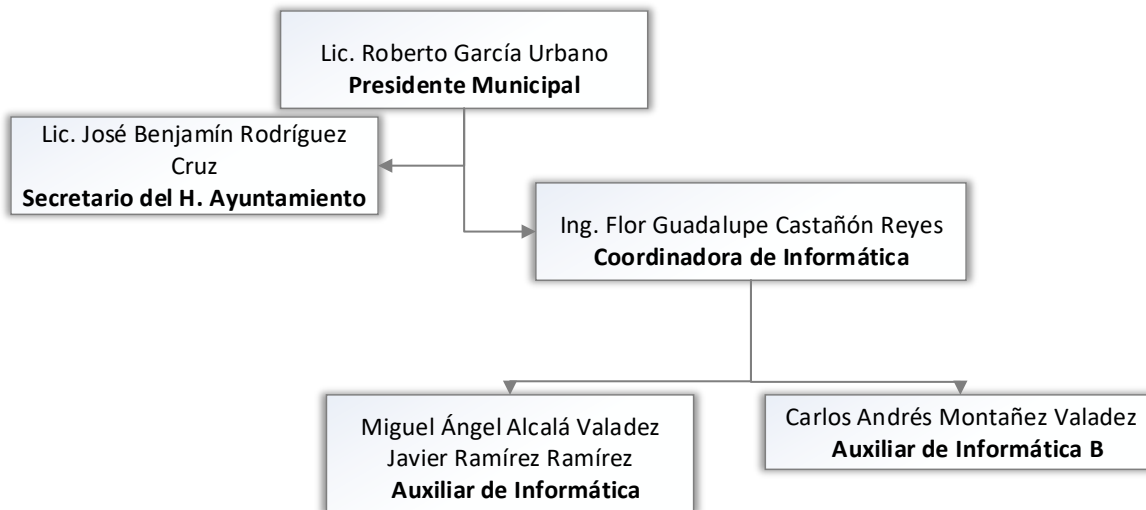 Lic. Roberto García Urbano
Presidente Municipal
Lic. José Benjamín Rodríguez
Cruz
Secretario del H. Ayuntamiento
Ing. Flor Guadalupe Castañón Reyes
Coordinadora de Informática
Miguel Ángel Alcalá Valadez
Javier Ramírez Ramírez
Auxiliar de Informática
Carlos Andrés Montañez Valadez
Auxiliar de Informática B